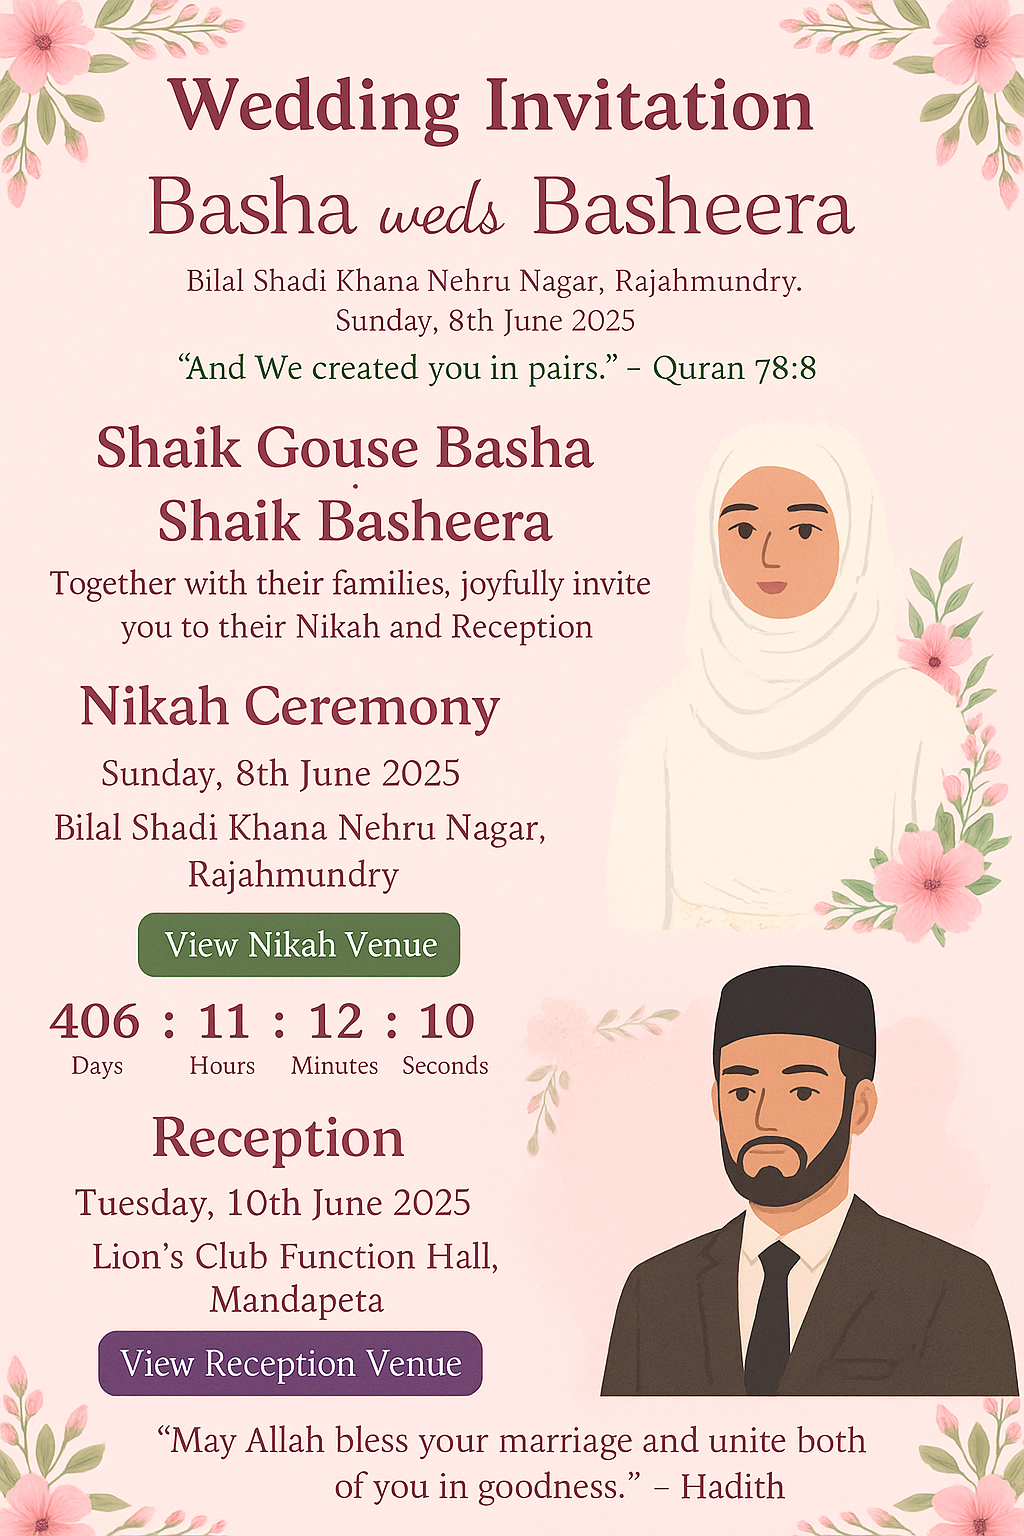 Wedding Invitation
Basha weds Basheera
Bilal Shadi Khana Nehru Nagar, Rajahmundry.
Sunday, 8th June 2025
“And We created you in pairs.” – Quran 78:8
Shaik Gouse Basha
Shaik Basheera
Together with their families, joyfully invite
you to their Nikah and Reception
Nikah Ceremony
Sunday, 8th June 2025
Bilal Shadi Khana Nehru Nagar,
Rajahmundry
View Nikah Venue
406 : 11 : 12 : 10
Days Hours Minutes Seconds
Reception
Tuesday, 10th June 2025
Lion’s Club Function Hall,
Mandapeta
View Reception Venue
“May Allah bless your marriage and unite both
of you in goodness.” – Hadith